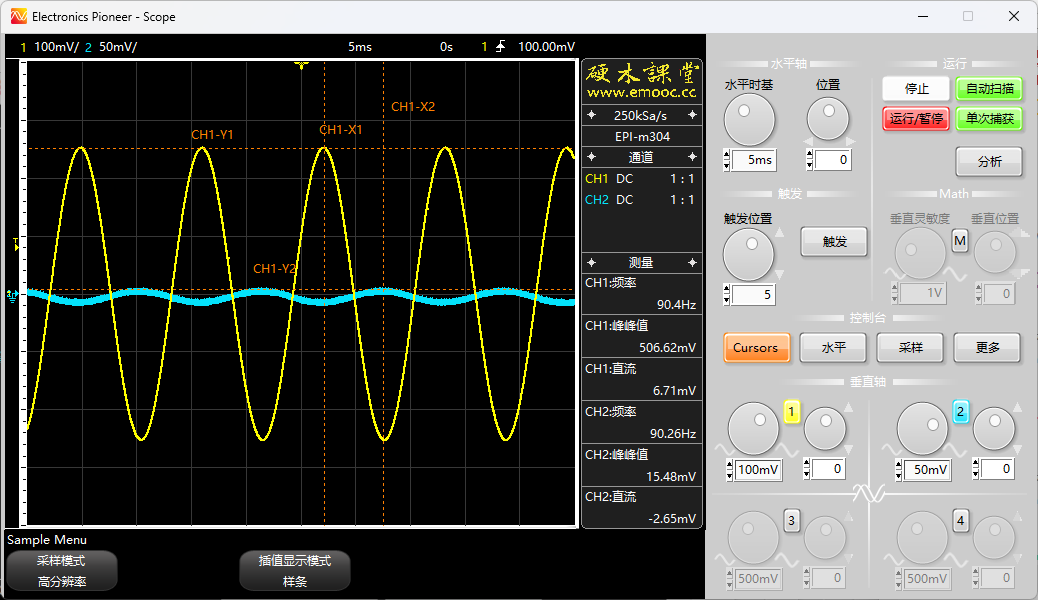 Electronics Pioneer - Scope
1 100mV/ 2 50mV/ 5ms 0s 1 100.00mV
CH1-X2
CH1-X1
CH1-Y1
CH1-Y2
T
硬木課堂
www.emooc.cc
250kSa/s
EPI-m304
通道
CH1 DC 1 : 1
CH2 DC 1 : 1
测量
CH1:频率
90.4Hz
CH1:峰峰值
506.62mV
CH1:直流
6.71mV
CH2:频率
90.26Hz
CH2:峰峰值
15.48mV
CH2:直流
-2.65mV
Sample Menu
采样模式
高分辨率
插值显示模式
样条
水平轴
水平时基 位置
5ms 0
运行
停止 自动扫描
运行/暂停 单次捕获
分析
触发
触发位置
触发
5
Math
垂直灵敏度 垂直位置
M
1V 0
控制台
Cursors 水平 采样 更多
垂直轴
1 2
100mV 0 50mV 0
3 4
500mV 0 500mV 0